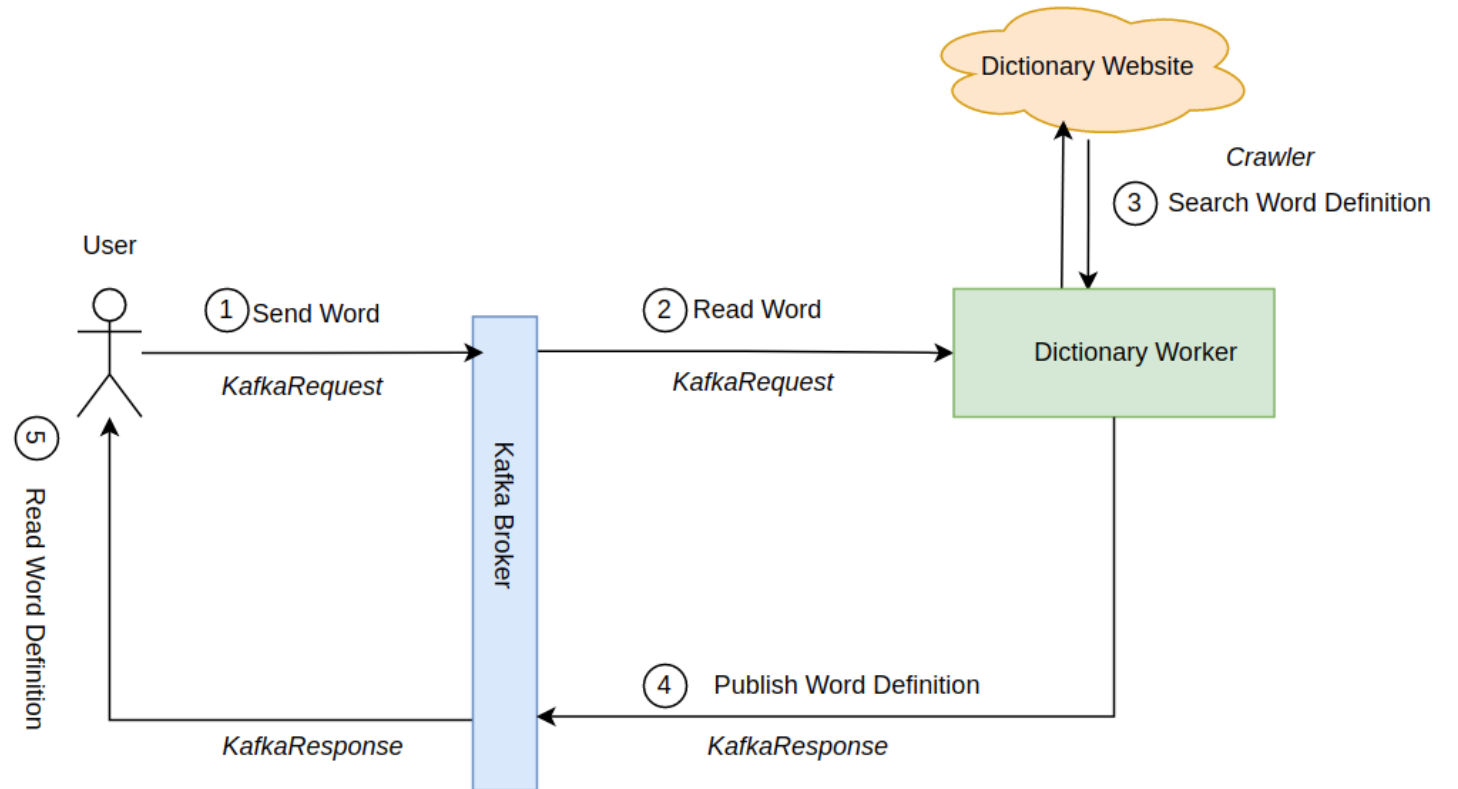 Dictionary Website
Crawler
3 Search Word Definition
User
1 Send Word
2 Read Word
Dictionary Worker
KafkaRequest
KafkaRequest
5 Read Word Definition
Kafka Broker
4 Publish Word Definition
KafkaResponse
KafkaResponse